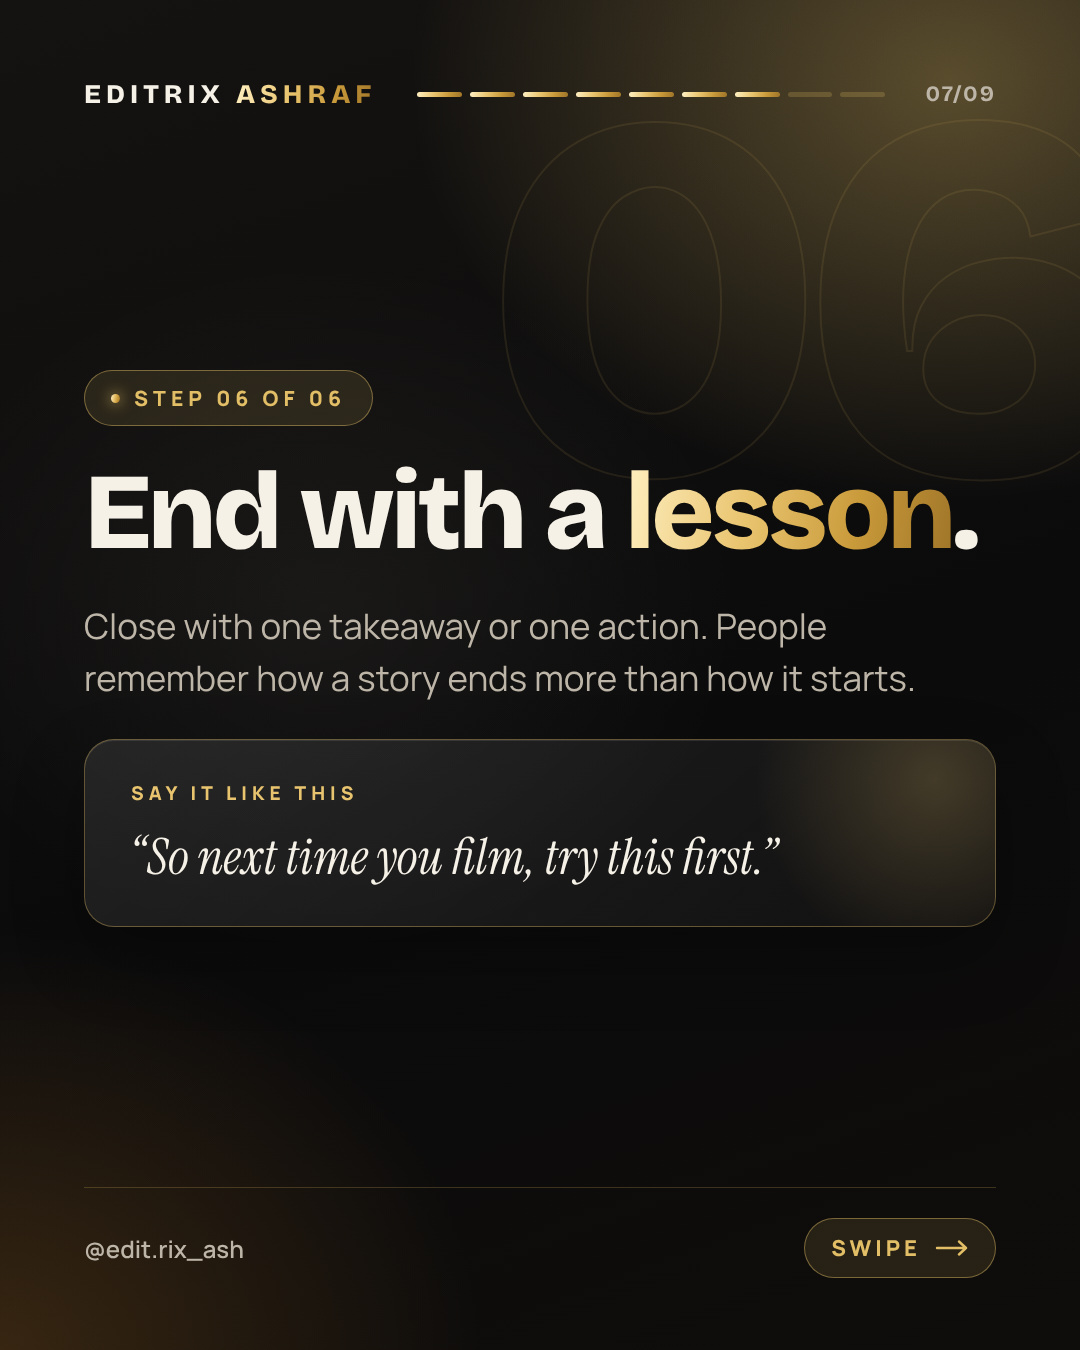 EDITRIX ASHRAF
07/09
06
STEP 06 OF 06
End with a lesson.
Close with one takeaway or one action. People
remember how a story ends more than how it starts.
SAY IT LIKE THIS
“So next time you film, try this first.”
@edit.rix_ash
SWIPE →